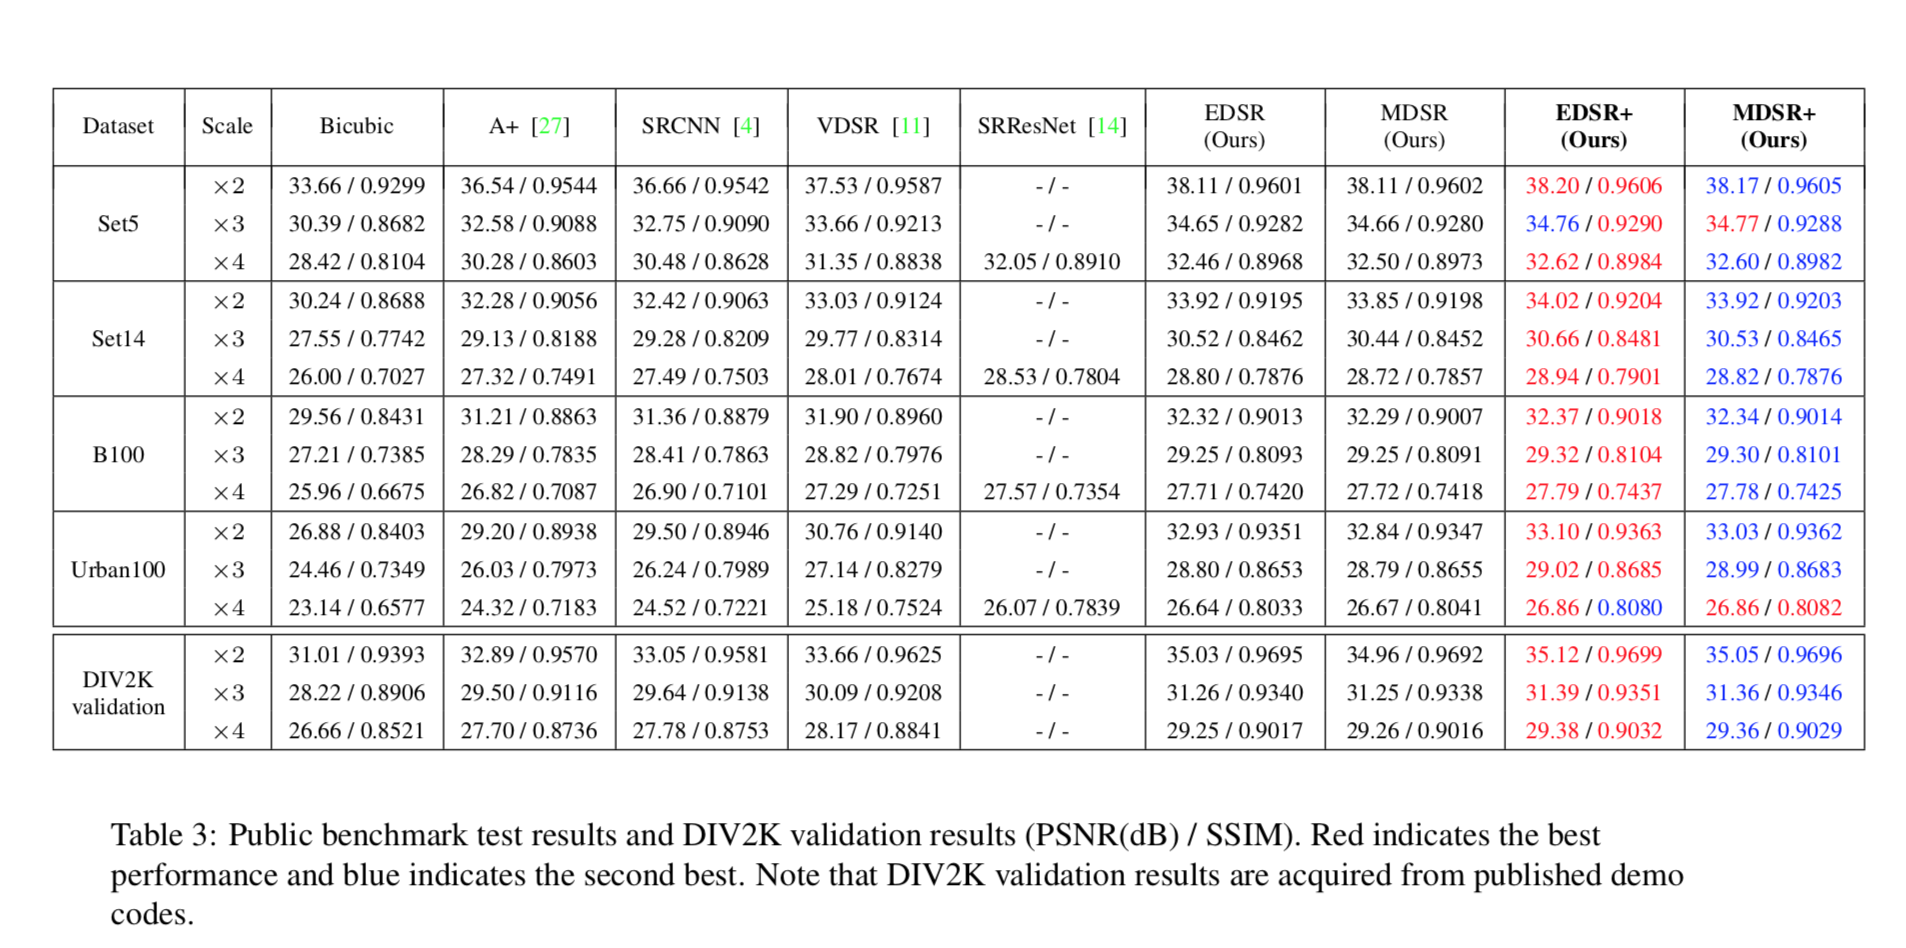 Dataset Scale Bicubic A+ [27] SRCNN [4] VDSR [11] SRResNet [14] EDSR (Ours) MDSR (Ours) EDSR+ (Ours) MDSR+ (Ours)
Set5 ×2 33.66 / 0.9299 36.54 / 0.9544 36.66 / 0.9542 37.53 / 0.9587 - / - 38.11 / 0.9601 38.11 / 0.9602 38.20 / 0.9606 38.17 / 0.9605
×3 30.39 / 0.8682 32.58 / 0.9088 32.75 / 0.9090 33.66 / 0.9213 - / - 34.65 / 0.9282 34.66 / 0.9280 34.76 / 0.9290 34.77 / 0.9288
×4 28.42 / 0.8104 30.28 / 0.8603 30.48 / 0.8628 31.35 / 0.8838 32.05 / 0.8910 32.46 / 0.8968 32.50 / 0.8973 32.62 / 0.8984 32.60 / 0.8982
Set14 ×2 30.24 / 0.8688 32.28 / 0.9056 32.42 / 0.9063 33.03 / 0.9124 - / - 33.92 / 0.9195 33.85 / 0.9198 34.02 / 0.9204 33.92 / 0.9203
×3 27.55 / 0.7742 29.13 / 0.8188 29.28 / 0.8209 29.77 / 0.8314 - / - 30.52 / 0.8462 30.44 / 0.8452 30.66 / 0.8481 30.53 / 0.8465
×4 26.00 / 0.7027 27.32 / 0.7491 27.49 / 0.7503 28.01 / 0.7674 28.53 / 0.7804 28.80 / 0.7876 28.72 / 0.7857 28.94 / 0.7901 28.82 / 0.7876
B100 ×2 29.56 / 0.8431 31.21 / 0.8863 31.36 / 0.8879 31.90 / 0.8960 - / - 32.32 / 0.9013 32.29 / 0.9007 32.37 / 0.9018 32.34 / 0.9014
×3 27.21 / 0.7385 28.29 / 0.7835 28.41 / 0.7863 28.82 / 0.7976 - / - 29.25 / 0.8093 29.25 / 0.8091 29.32 / 0.8104 29.30 / 0.8101
×4 25.96 / 0.6675 26.82 / 0.7087 26.90 / 0.7101 27.29 / 0.7251 27.57 / 0.7354 27.71 / 0.7420 27.72 / 0.7418 27.79 / 0.7437 27.78 / 0.7425
Urban100 ×2 26.88 / 0.8403 29.20 / 0.8938 29.50 / 0.8946 30.76 / 0.9140 - / - 32.93 / 0.9351 32.84 / 0.9347 33.10 / 0.9363 33.03 / 0.9362
×3 24.46 / 0.7349 26.03 / 0.7973 26.24 / 0.7989 27.14 / 0.8279 - / - 28.80 / 0.8653 28.79 / 0.8655 29.02 / 0.8685 28.99 / 0.8683
×4 23.14 / 0.6577 24.32 / 0.7183 24.52 / 0.7221 25.18 / 0.7524 26.07 / 0.7839 26.64 / 0.8033 26.67 / 0.8041 26.86 / 0.8080 26.86 / 0.8082
DIV2K validation ×2 31.01 / 0.9393 32.89 / 0.9570 33.05 / 0.9581 33.66 / 0.9625 - / - 35.03 / 0.9695 34.96 / 0.9692 35.12 / 0.9699 35.05 / 0.9696
×3 28.22 / 0.8906 29.50 / 0.9116 29.64 / 0.9138 30.09 / 0.9208 - / - 31.26 / 0.9340 31.25 / 0.9338 31.39 / 0.9351 31.36 / 0.9346
×4 26.66 / 0.8521 27.70 / 0.8736 27.78 / 0.8753 28.17 / 0.8841 - / - 29.25 / 0.9017 29.26 / 0.9016 29.38 / 0.9032 29.36 / 0.9029
Table 3: Public benchmark test results and DIV2K validation results (PSNR(dB) / SSIM). Red indicates the best
performance and blue indicates the second best. Note that DIV2K validation results are acquired from published demo
codes.